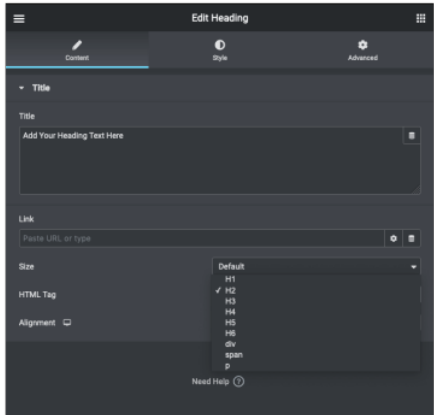 Edit Heading
Content
Style
Advanced
Title
Title
Add Your Heading Text Here
Link
Paste URL or type
Size
Default
HTML Tag
H1
✓ H2
H3
H4
H5
H6
div
span
p
Alignment
Need Help ?